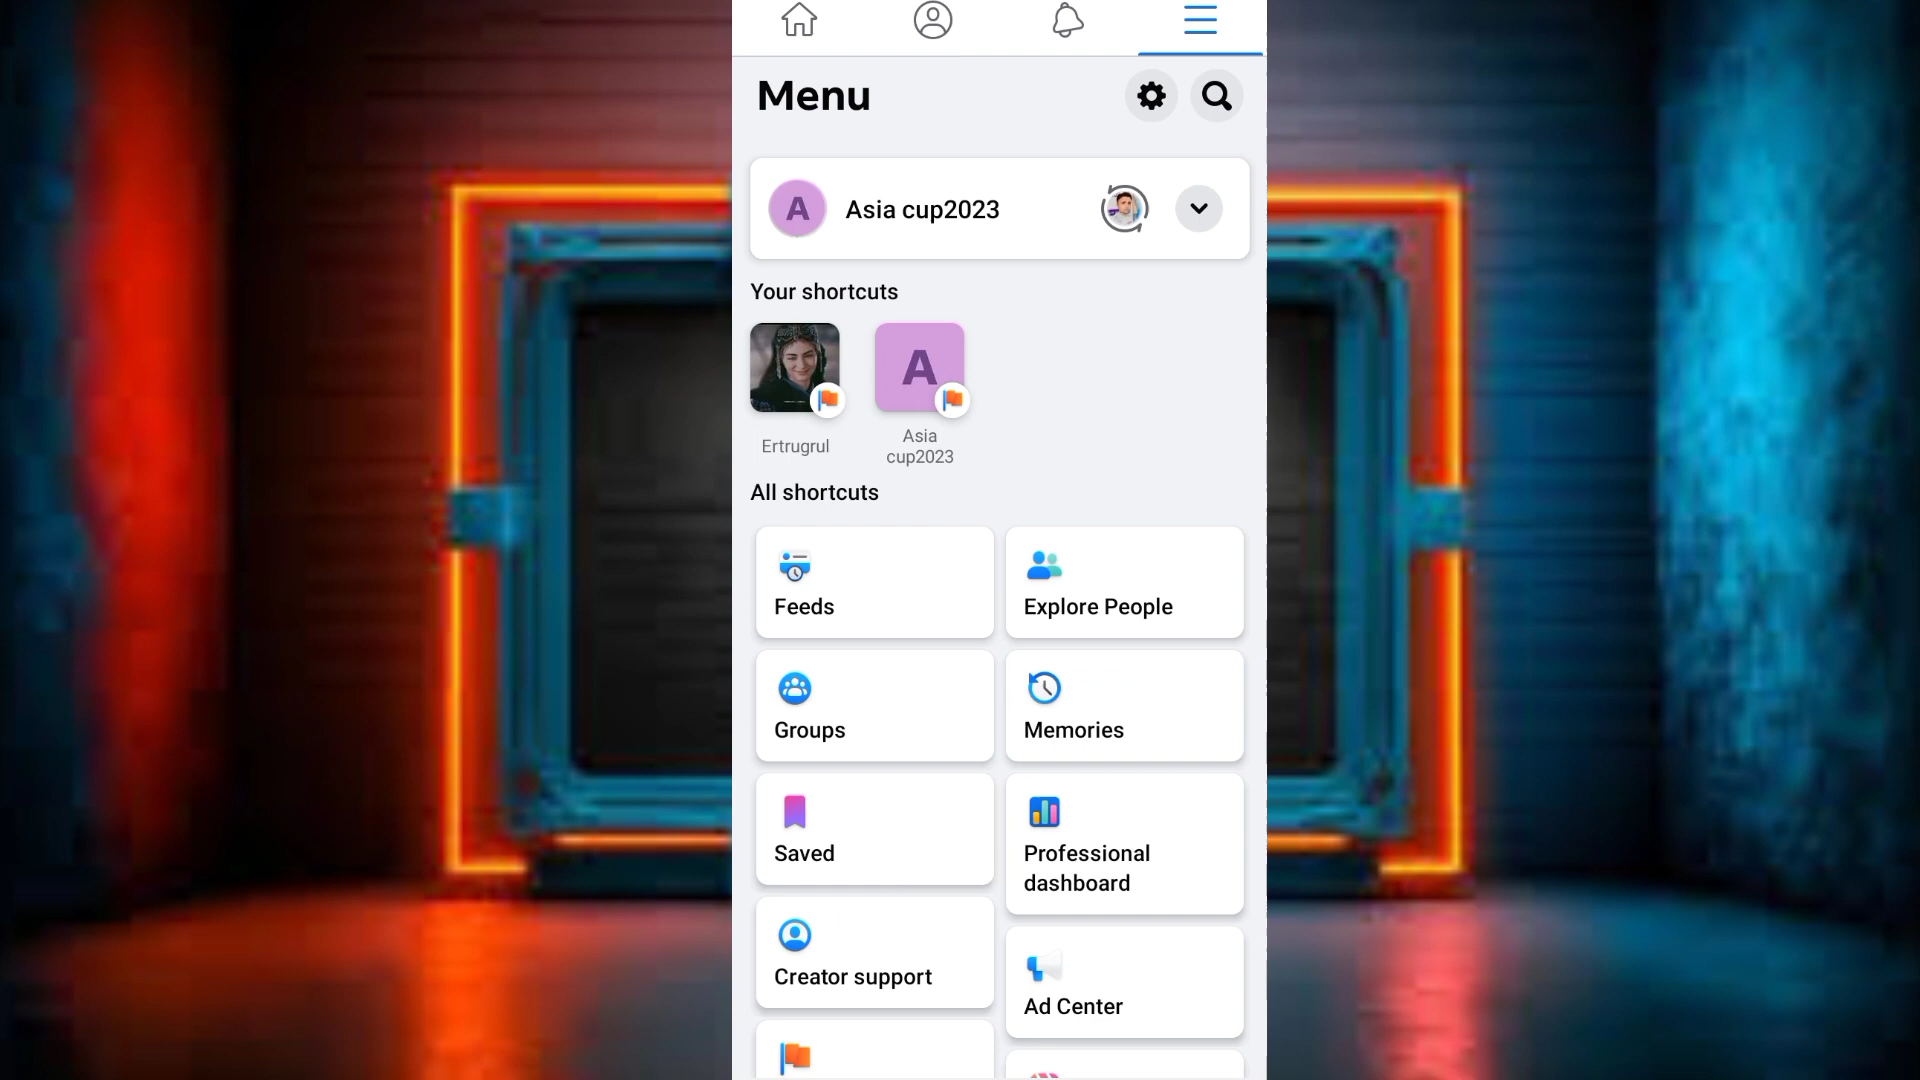 Menu
A
Asia cup2023
Your shortcuts
A
Ertrugrul
Asia
cup2023
All shortcuts
Feeds
Explore People
Groups
Memories
Saved
Professional
dashboard
Creator support
Ad Center